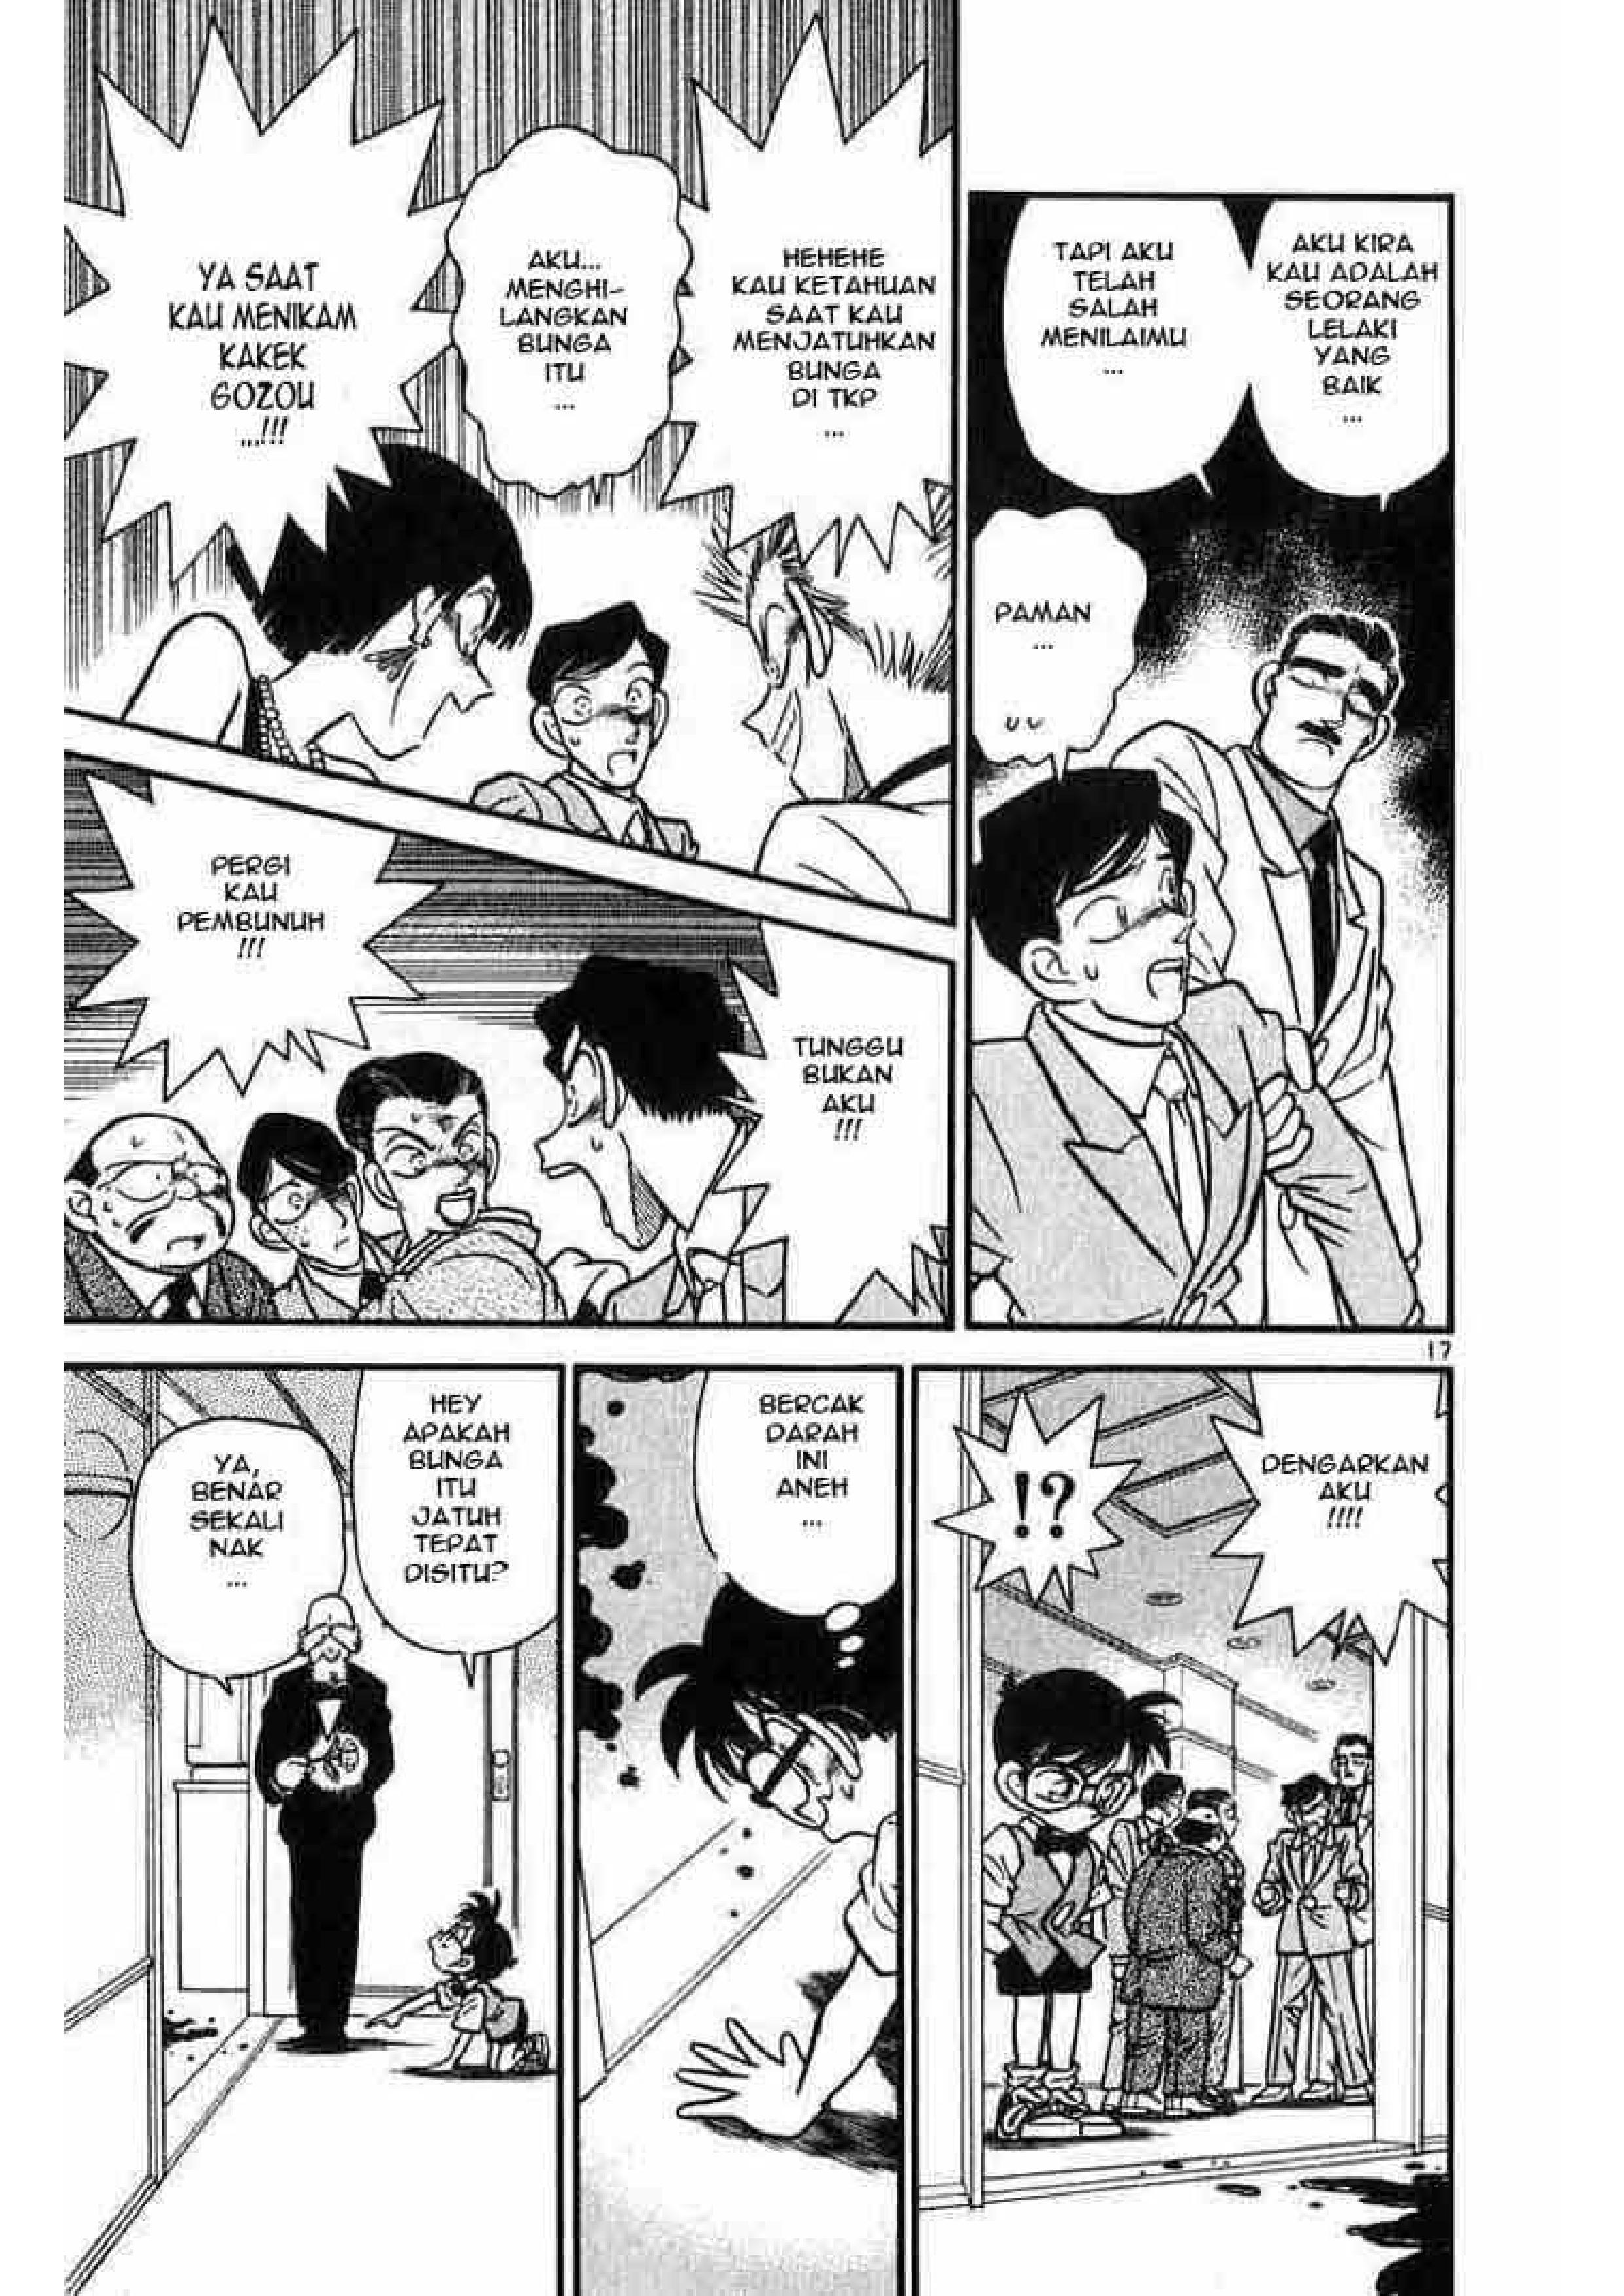 AKU KIRA
KAU ADALAH
SEORANG
LELAKI
YANG
BAIK
...
TAPI AKU
TELAH
SALAH
MENILAIMU
...
PAMAN
...
HEHEHE
KAU KETAHUAN
SAAT KAU
MENJATUHKAN
BUNGA
DI TKP
...
AKU...
MENGHI-
LANGKAN
BUNGA
ITU
...
YA SAAT
KAU MENIKAM
KAKEK
GOZOU
...!!!
TUNGGU
BUKAN
AKU
!!!
PERGI
KAU
PEMBUNUH
!!!
17
DENGARKAN
AKU
!!!!
!?
BERCAK
DARAH
INI
ANEH
...
HEY
APAKAH
BUNGA
ITU
JATUH
TEPAT
DISITU?
YA,
BENAR
SEKALI
NAK
...